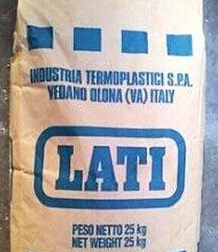 INDUSTRIA TERMOPLASTICI S.P.A.
VEDANO OLONA (VA) ITALY
LATI
PESO NETTO 25 kg
NET WEIGHT 25 kg